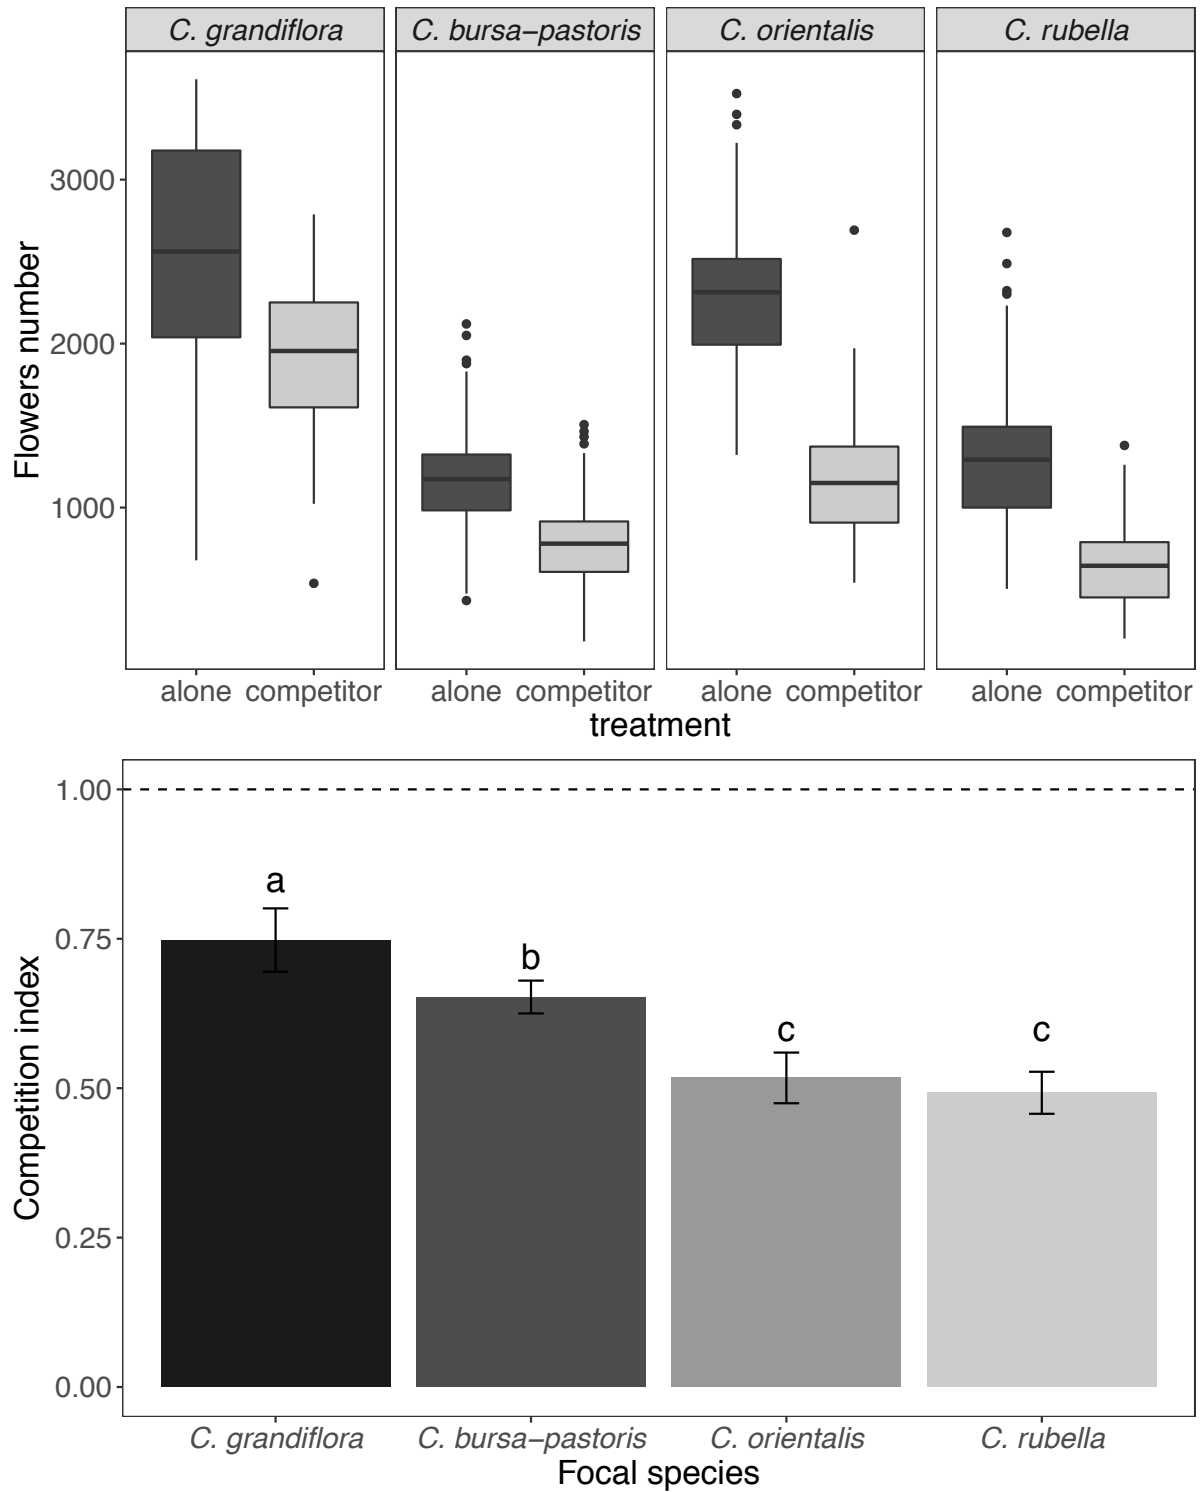 C. grandiflora C. bursa−pastoris C. orientalis C. rubella
Flowers number
3000
2000
1000
alone competitor alone competitor alone competitor alone competitor
treatment
Competition index
1.00
0.75
0.50
0.25
0.00
a
b
c
c
C. grandiflora C. bursa−pastoris C. orientalis C. rubella
Focal species